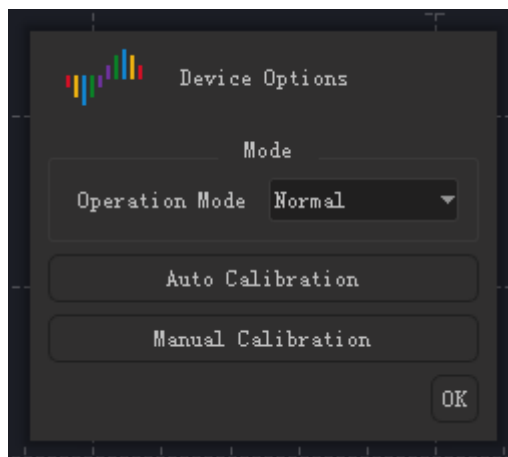 Device Options
Mode
Operation Mode Normal
Auto Calibration
Manual Calibration
OK